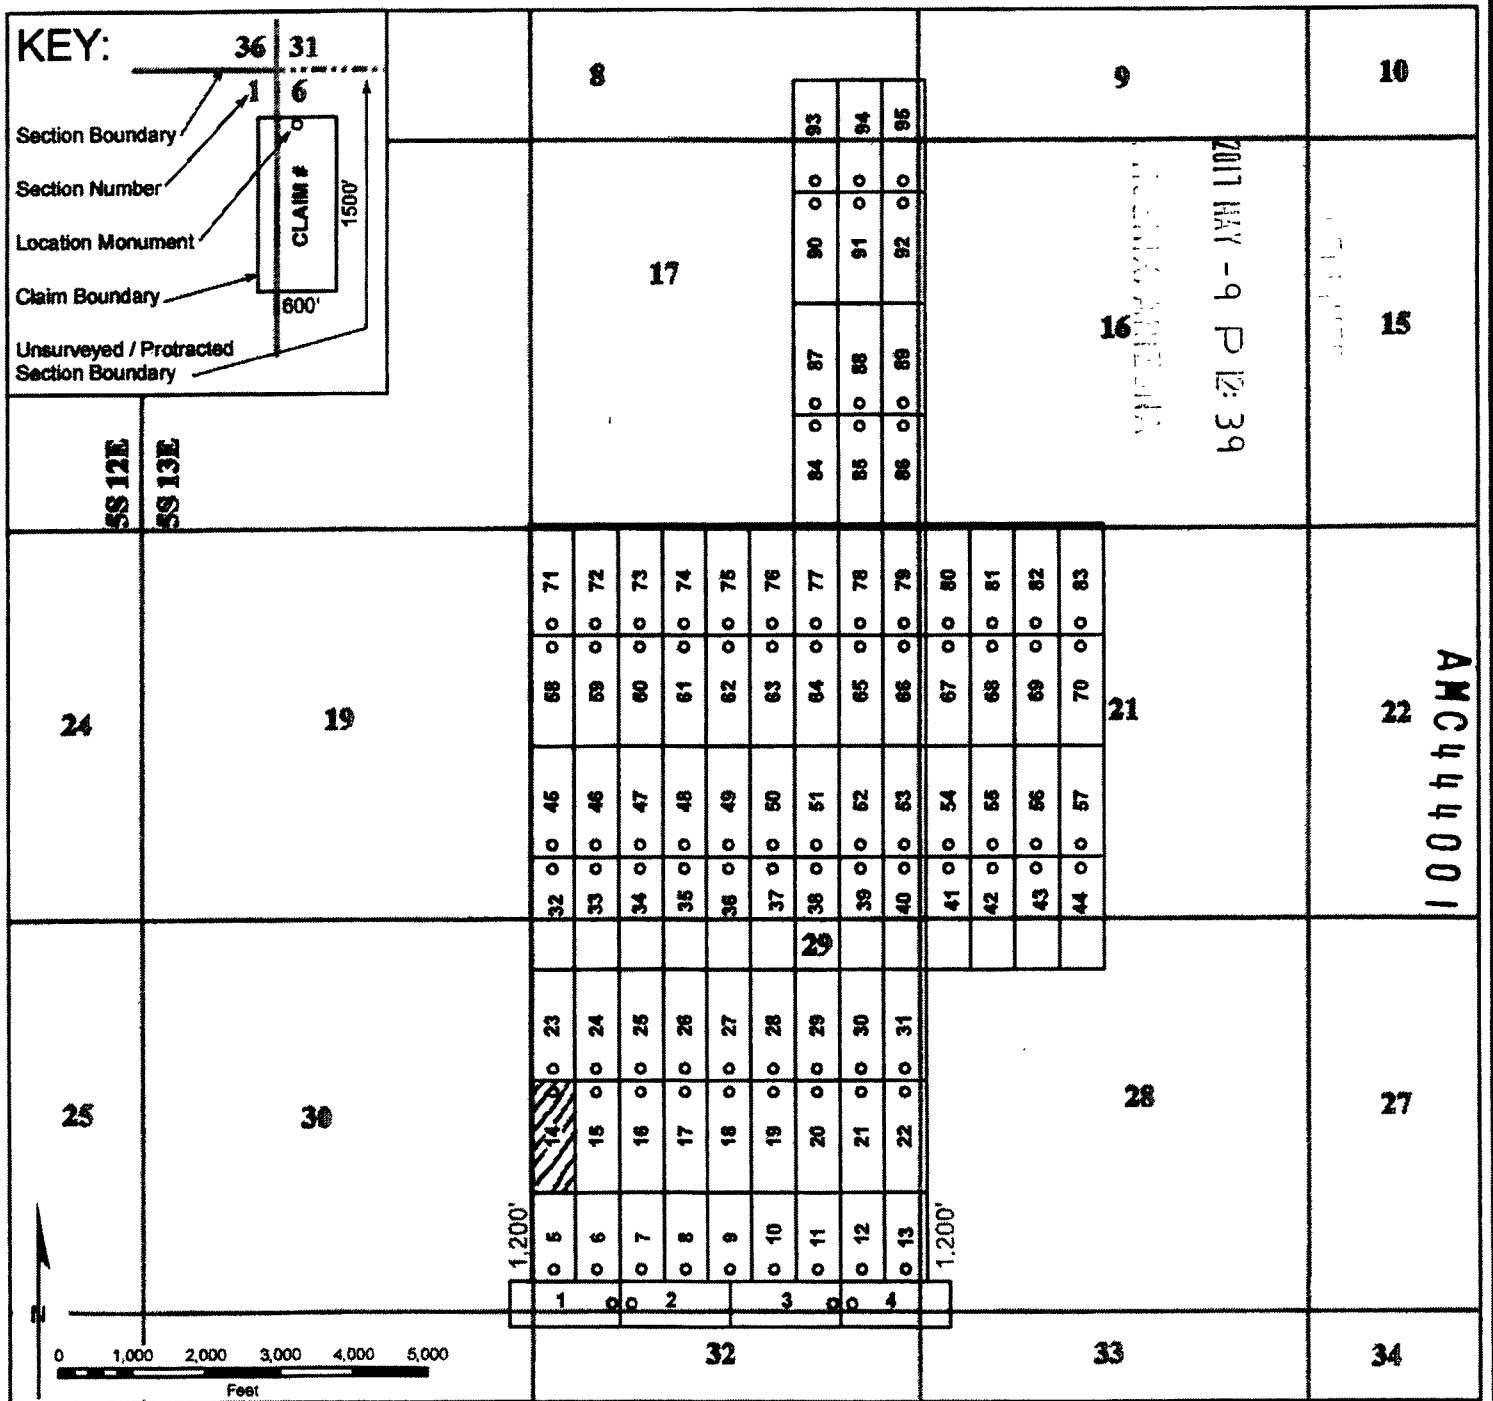 KEY:
36 31
1 6
Section Boundary
Section Number
Location Monument
Claim Boundary
Unsurveyed / Protracted
Section Boundary
CLAIM #
1500'
600'
8 9 10
93 94 95
17 16 15
90 91 92
87 88 89
84 85 86
2017 MAY -9 P 12: 39
5S 12E
5S 13E
71 72 73 74 75 76 77 78 79 80 81 82 83
58 59 60 61 62 63 64 65 66 67 68 69 70
24 19 21 22
AMC444001
45 46 47 48 49 50 51 52 53 54 55 56 57
32 33 34 35 36 37 38 39 40 41 42 43 44
29
23 24 25 26 27 28 29 30 31
25 30 28 27
14 15 16 17 18 19 20 21 22
1,200' 5 6 7 8 9 10 11 12 13 1,200'
1 2 3 4
N
32 33 34
0 1,000 2,000 3,000 4,000 5,000
Feet